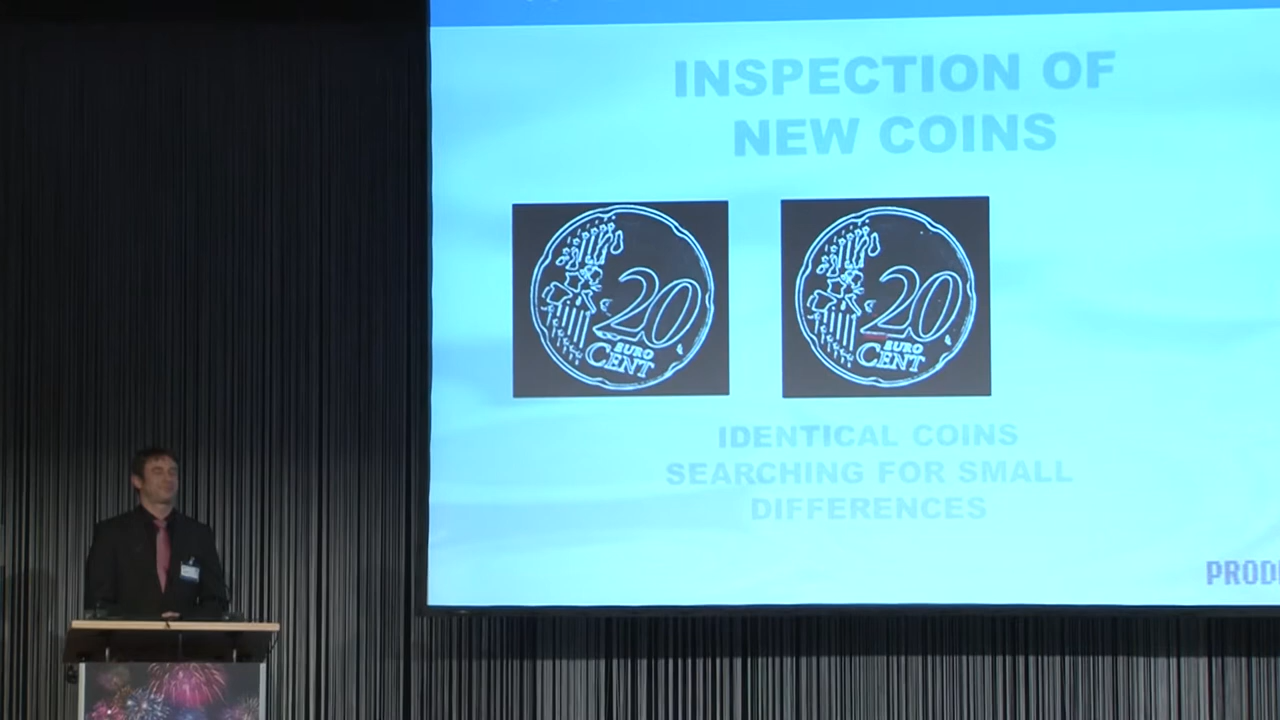 INSPECTION OF
NEW COINS
20
EURO
CENT
20
EURO
CENT
IDENTICAL COINS
SEARCHING FOR SMALL
DIFFERENCES
PROD